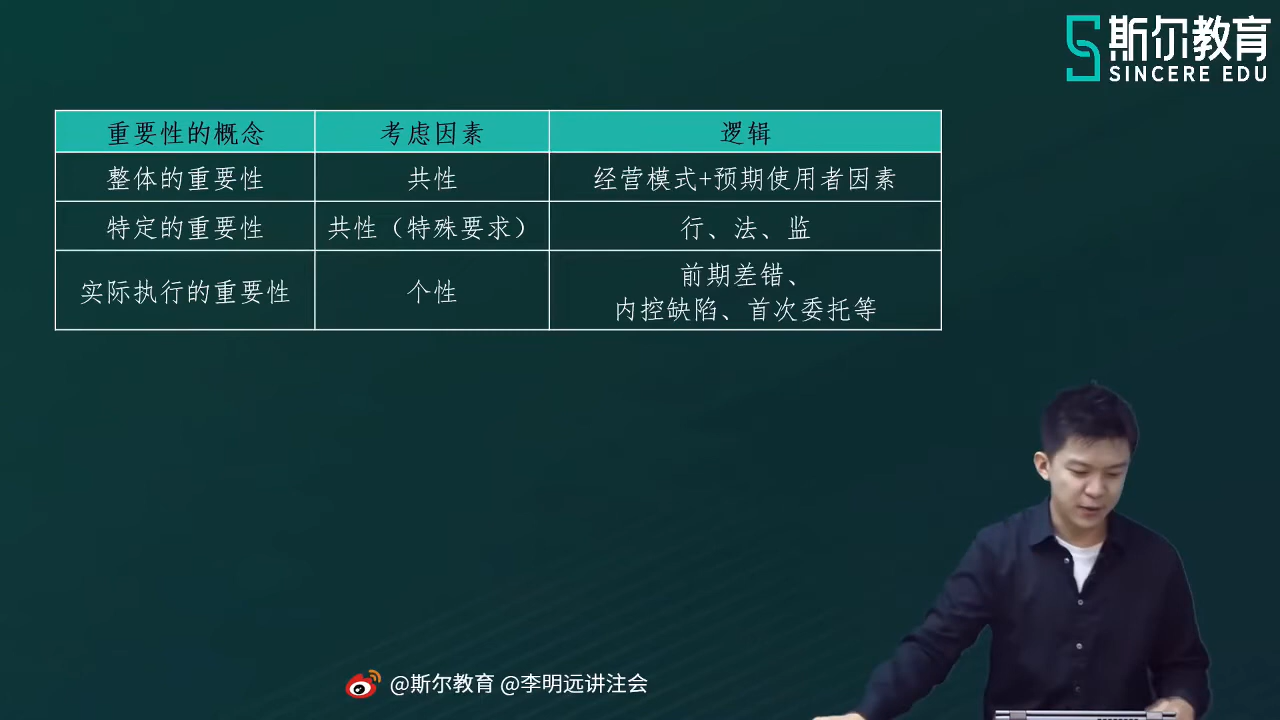 斯尔教育
SINCERE EDU
重要性的概念 考虑因素 逻辑
整体的重要性 共性 经营模式+预期使用者因素
特定的重要性 共性（特殊要求） 行、法、监
实际执行的重要性 个性 前期差错、
内控缺陷、首次委托等
@斯尔教育 @李明远讲注会